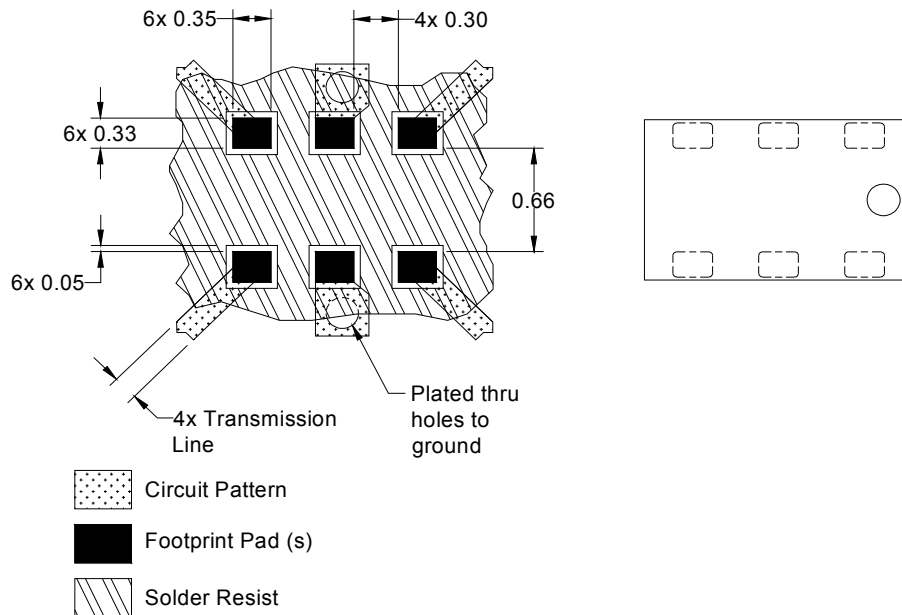 6x 0.35
4x 0.30
6x 0.33
0.66
6x 0.05
4x Transmission
Line
Plated thru
holes to
ground
Circuit Pattern
Footprint Pad (s)
Solder Resist